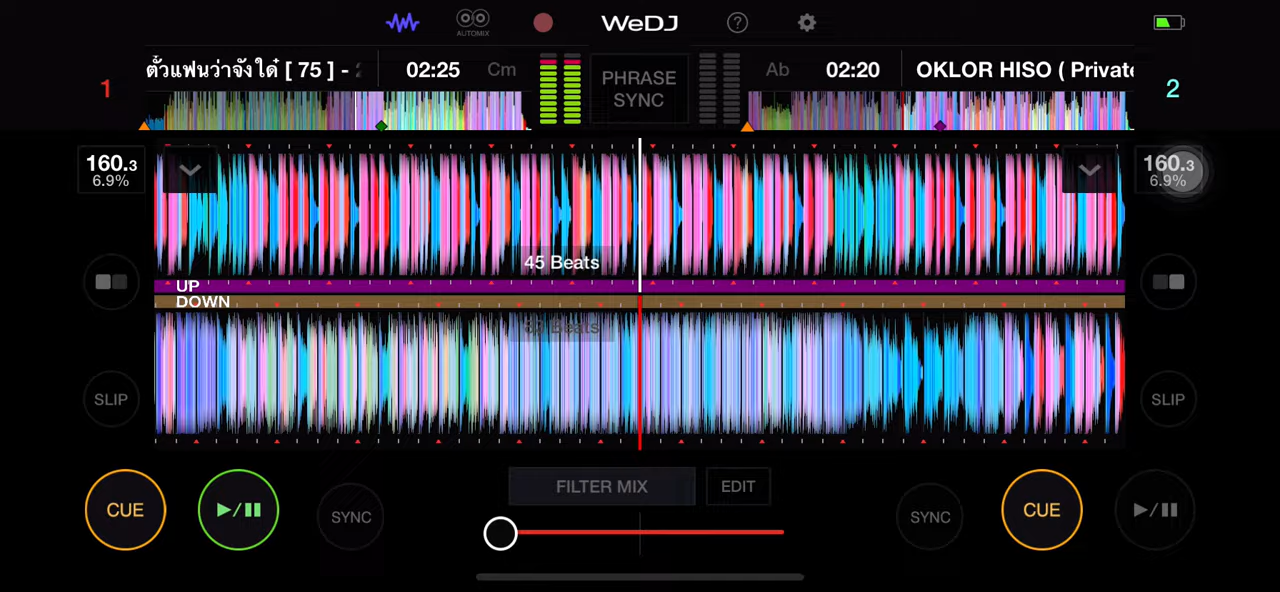 AUTOMIX
WeDJ
?
1
ตั้วแฟนว่าจังใด๋ [ 75 ] -
02:25
Cm
PHRASE
SYNC
Ab
02:20
OKLOR HISO ( Private
2
160.3
6.9%
160.3
6.9%
45 Beats
UP
DOWN
Beats
SLIP
SLIP
CUE
▶/❚❚
SYNC
FILTER MIX
EDIT
SYNC
CUE
▶/❚❚